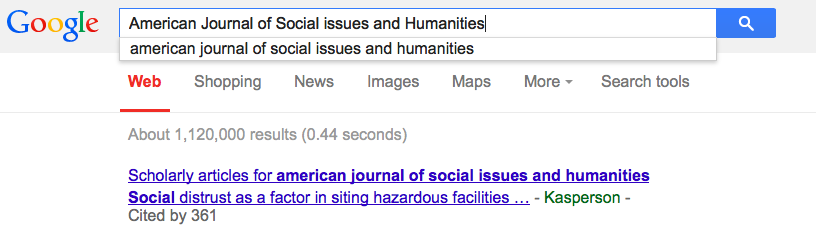 Google
American Journal of Social issues and Humanities
american journal of social issues and humanities
Web Shopping News Images Maps More Search tools
About 1,120,000 results (0.44 seconds)
Scholarly articles for american journal of social issues and humanities
Social distrust as a factor in siting hazardous facilities … - Kasperson -
Cited by 361